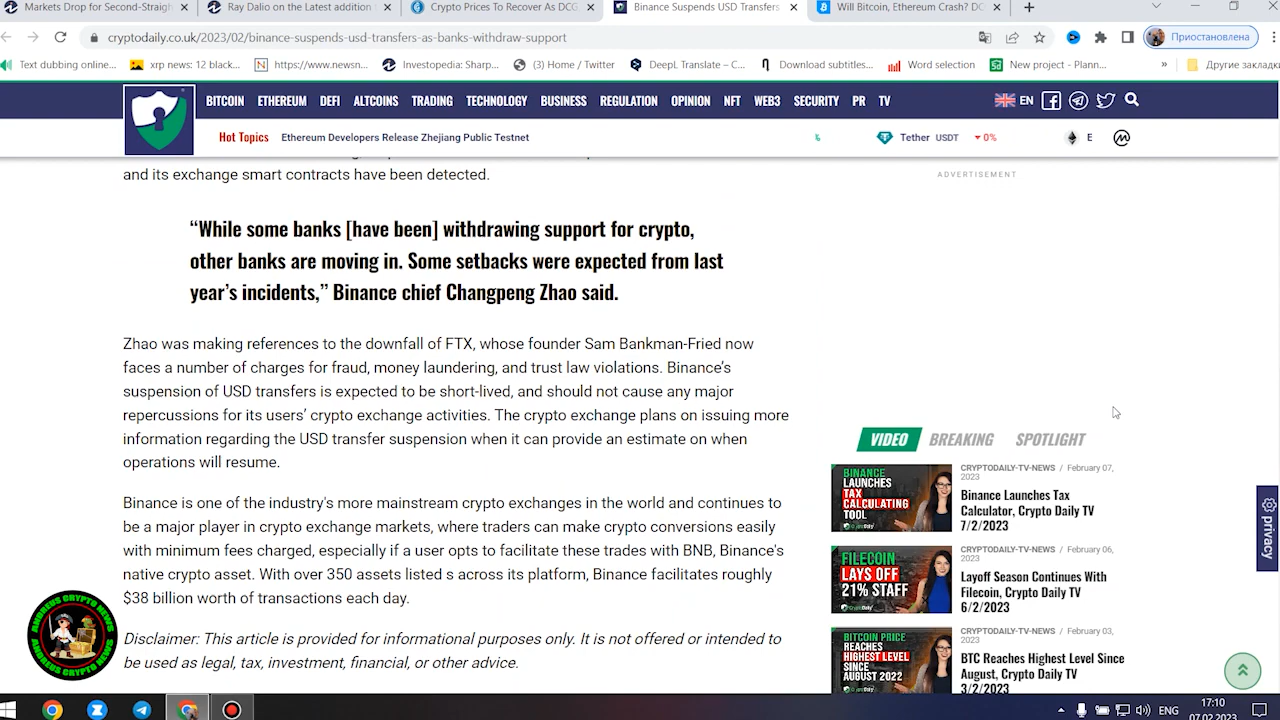 Markets Drop for Second-Straigh
Ray Dalio on the Latest addition
Crypto Prices To Recover As DCG
Binance Suspends USD Transfers
Will Bitcoin, Ethereum Crash? DC
cryptodaily.co.uk/2023/02/binance-suspends-usd-transfers-as-banks-withdraw-support
Приостановлена
Text dubbing online...
xrp news: 12 black...
https://www.newsn...
Investopedia: Sharp...
(3) Home / Twitter
DeepL Translate – C...
Download subtitles...
Word selection
New project - Plann...
»
Другие закладки
BITCOIN ETHEREUM DEFI ALTCOINS TRADING TECHNOLOGY BUSINESS REGULATION OPINION NFT WEB3 SECURITY PR TV
EN
Hot Topics
Ethereum Developers Release Zhejiang Public Testnet
Tether USDT 0%
E
and its exchange smart contracts have been detected.
ADVERTISEMENT
“While some banks [have been] withdrawing support for crypto,
other banks are moving in. Some setbacks were expected from last
year’s incidents,” Binance chief Changpeng Zhao said.
Zhao was making references to the downfall of FTX, whose founder Sam Bankman-Fried now
faces a number of charges for fraud, money laundering, and trust law violations. Binance’s
suspension of USD transfers is expected to be short-lived, and should not cause any major
repercussions for its users’ crypto exchange activities. The crypto exchange plans on issuing more
information regarding the USD transfer suspension when it can provide an estimate on when
operations will resume.
Binance is one of the industry's more mainstream crypto exchanges in the world and continues to
be a major player in crypto exchange markets, where traders can make crypto conversions easily
with minimum fees charged, especially if a user opts to facilitate these trades with BNB, Binance's
native crypto asset. With over 350 assets listed s across its platform, Binance facilitates roughly
$38 billion worth of transactions each day.
Disclaimer: This article is provided for informational purposes only. It is not offered or intended to
be used as legal, tax, investment, financial, or other advice.
VIDEO BREAKING SPOTLIGHT
BINANCE
LAUNCHES
TAX
CALCULATING
TOOL
CRYPTODAILY-TV-NEWS / February 07,
2023
Binance Launches Tax
Calculator, Crypto Daily TV
7/2/2023
FILECOIN
LAYS OFF
21% STAFF
CRYPTODAILY-TV-NEWS / February 06,
2023
Layoff Season Continues With
Filecoin, Crypto Daily TV
6/2/2023
BITCOIN PRICE
REACHES
HIGHEST LEVEL
SINCE
AUGUST 2022
CRYPTODAILY-TV-NEWS / February 03,
2023
BTC Reaches Highest Level Since
August, Crypto Daily TV
3/2/2023
privacy
ANDREUS CRYPTO NEWS
ANDREUS CRYPTO NEWS
ENG
17:10
07.02.2023